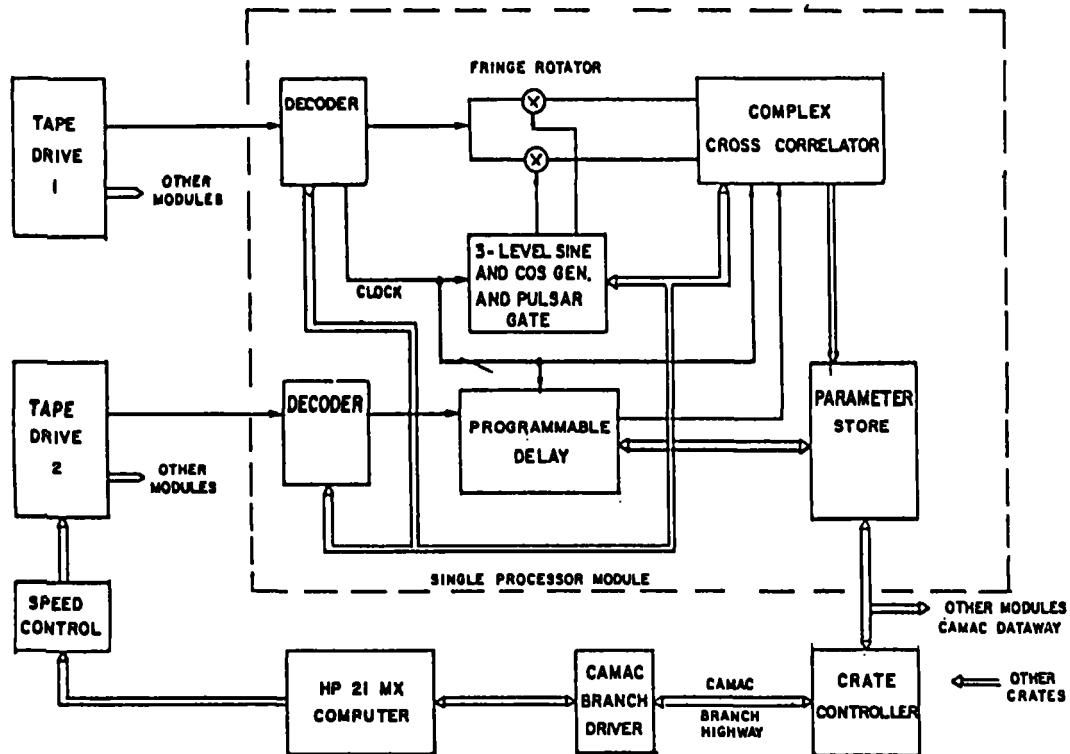 FRINGE ROTATOR
DECODER
COMPLEX
CROSS CORRELATOR
TAPE
DRIVE
1
OTHER
MODULES
3-LEVEL SINE
AND COS GEN.
AND PULSAR
GATE
CLOCK
TAPE
DRIVE
2
OTHER
MODULES
DECODER
PROGRAMMABLE
DELAY
PARAMETER
STORE
SINGLE PROCESSOR MODULE
SPEED
CONTROL
OTHER MODULES
CAMAC DATAWAY
HP 21 MX
COMPUTER
CAMAC
BRANCH
DRIVER
CAMAC
BRANCH
HIGHWAY
CRATE
CONTROLLER
OTHER
CRATES